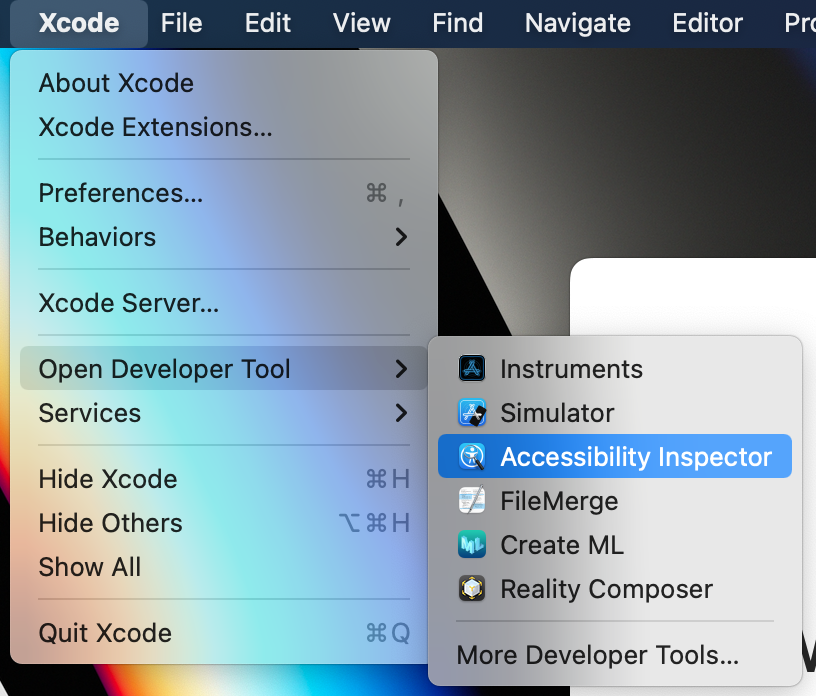 Xcode File Edit View Find Navigate Editor
About Xcode
Xcode Extensions...
Preferences... ⌘ ,
Behaviors
Xcode Server...
Open Developer Tool
Services
Hide Xcode ⌘H
Hide Others ⌥⌘H
Show All
Quit Xcode ⌘Q
Instruments
Simulator
Accessibility Inspector
FileMerge
Create ML
Reality Composer
More Developer Tools...